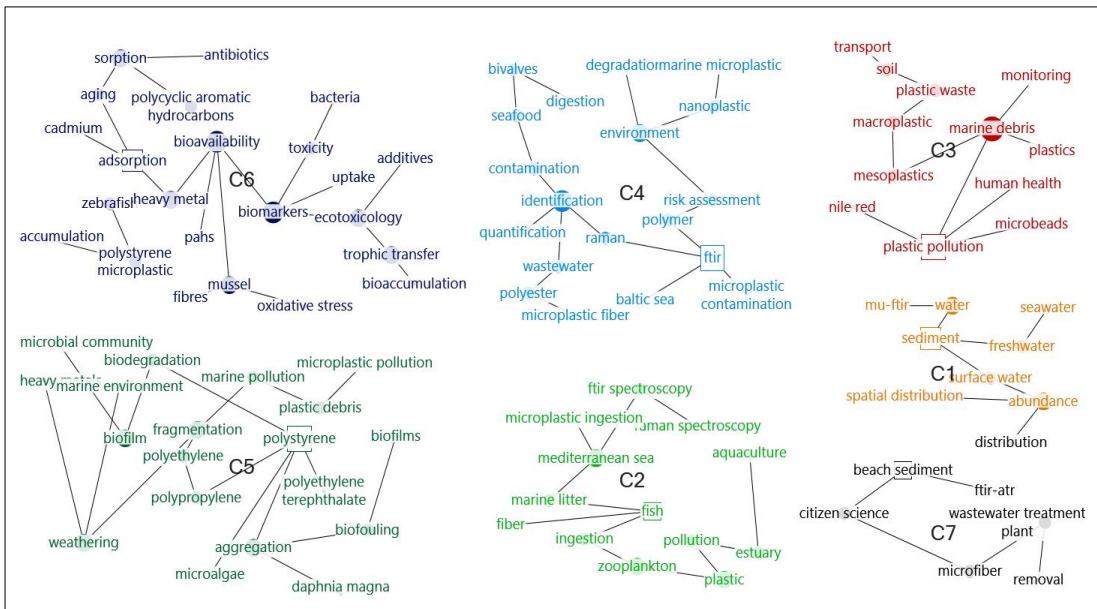 sorption
antibiotics
aging
polycyclic aromatic
hydrocarbons
bacteria
cadmium
bioavailability
adsorption
toxicity
additives
C6
uptake
zebrafish
heavy metal
biomarkers
ecotoxicology
accumulation
pahs
polystyrene
microplastic
trophic transfer
mussel
bioaccumulation
fibres
oxidative stress
bivalves
degradation
marine microplastic
digestion
nanoplastic
seafood
environment
contamination
C4
identification
risk assessment
polymer
quantification
raman
ftir
wastewater
polyester
baltic sea
microplastic
contamination
microplastic fiber
transport
soil
monitoring
plastic waste
macroplastic
marine debris
C3
plastics
mesoplastics
human health
nile red
microbeads
plastic pollution
mu-ftir
water
seawater
sediment
freshwater
C1
surface water
spatial distribution
abundance
distribution
microbial community
biodegradation
microplastic pollution
heavy metals
marine environment
marine pollution
plastic debris
biofilm
fragmentation
polystyrene
biofilms
polyethylene
C5
polypropylene
polyethylene
terephthalate
weathering
biofouling
aggregation
microalgae
daphnia magna
ftir spectroscopy
microplastic ingestion
raman spectroscopy
mediterranean sea
aquaculture
C2
marine litter
fish
fiber
ingestion
pollution
estuary
zooplankton
plastic
beach sediment
ftir-atr
citizen science
wastewater treatment
plant
C7
microfiber
removal